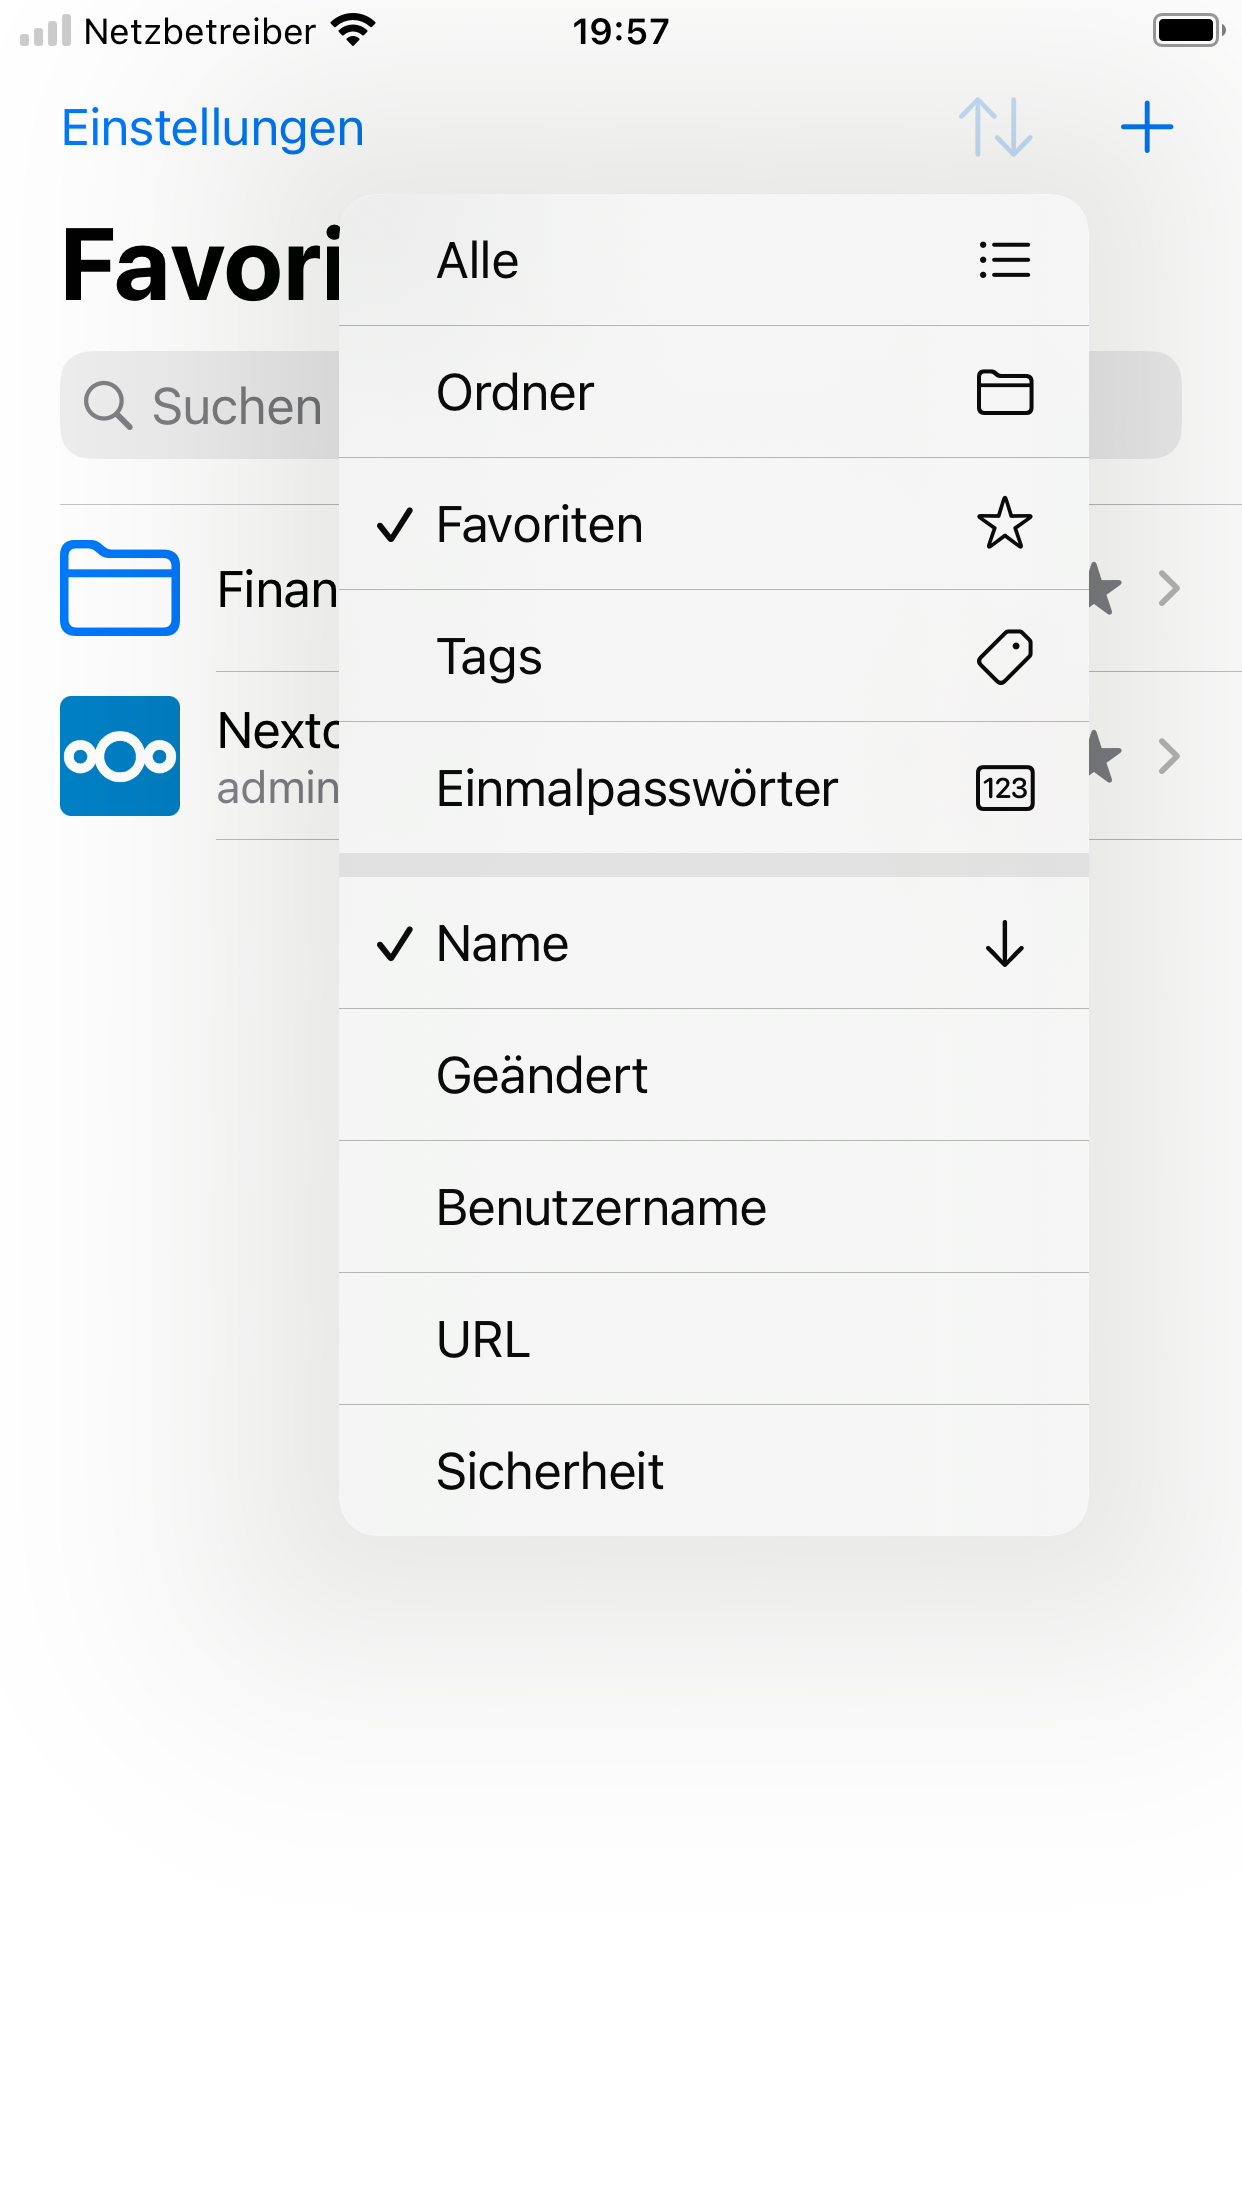 Netzbetreiber 19:57
Einstellungen
Favori
Suchen
Finan
Nextc
admin
Alle
Ordner
Favoriten
Tags
Einmalpasswörter 123
Name
Geändert
Benutzername
URL
Sicherheit